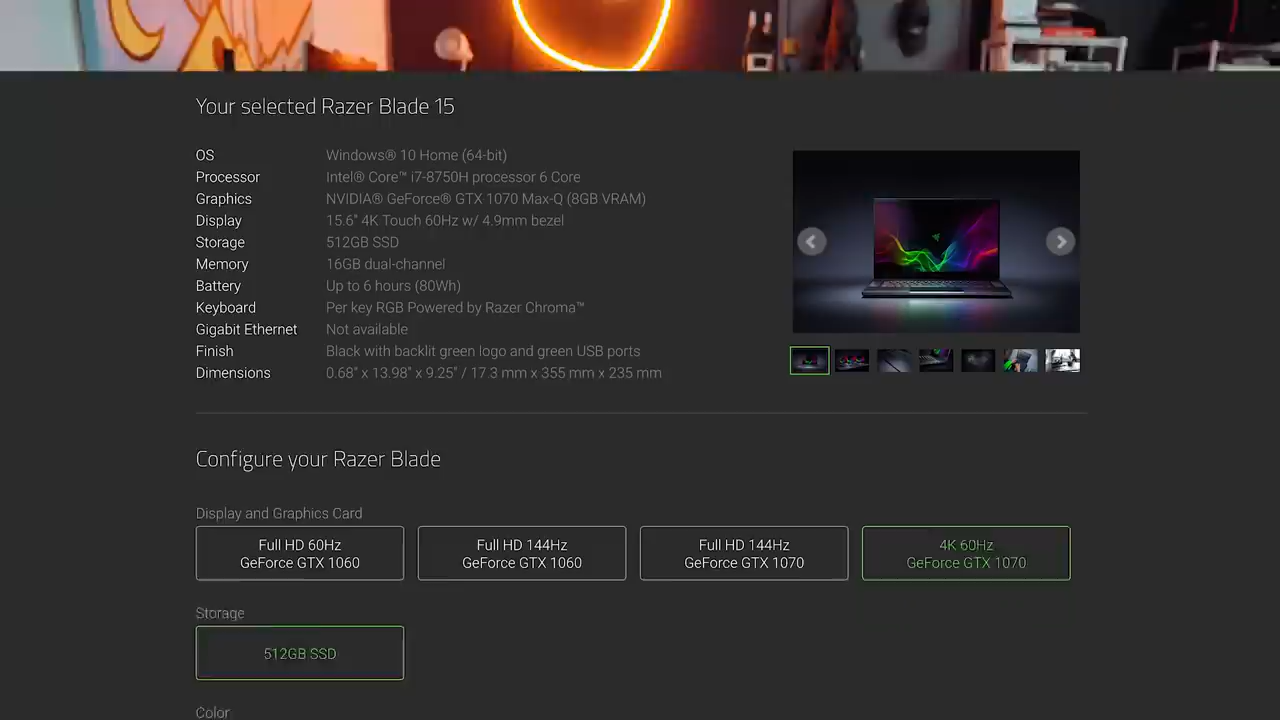 Your selected Razer Blade 15
OS Windows® 10 Home (64-bit)
Processor Intel® Core™ i7-8750H processor 6 Core
Graphics NVIDIA® GeForce® GTX 1070 Max-Q (8GB VRAM)
Display 15.6" 4K Touch 60Hz w/ 4.9mm bezel
Storage 512GB SSD
Memory 16GB dual-channel
Battery Up to 6 hours (80Wh)
Keyboard Per key RGB Powered by Razer Chroma™
Gigabit Ethernet Not available
Finish Black with backlit green logo and green USB ports
Dimensions 0.68" x 13.98" x 9.25" / 17.3 mm x 355 mm x 235 mm
Configure your Razer Blade
Display and Graphics Card
Full HD 60Hz
GeForce GTX 1060
Full HD 144Hz
GeForce GTX 1060
Full HD 144Hz
GeForce GTX 1070
4K 60Hz
GeForce GTX 1070
Storage
512GB SSD
Color